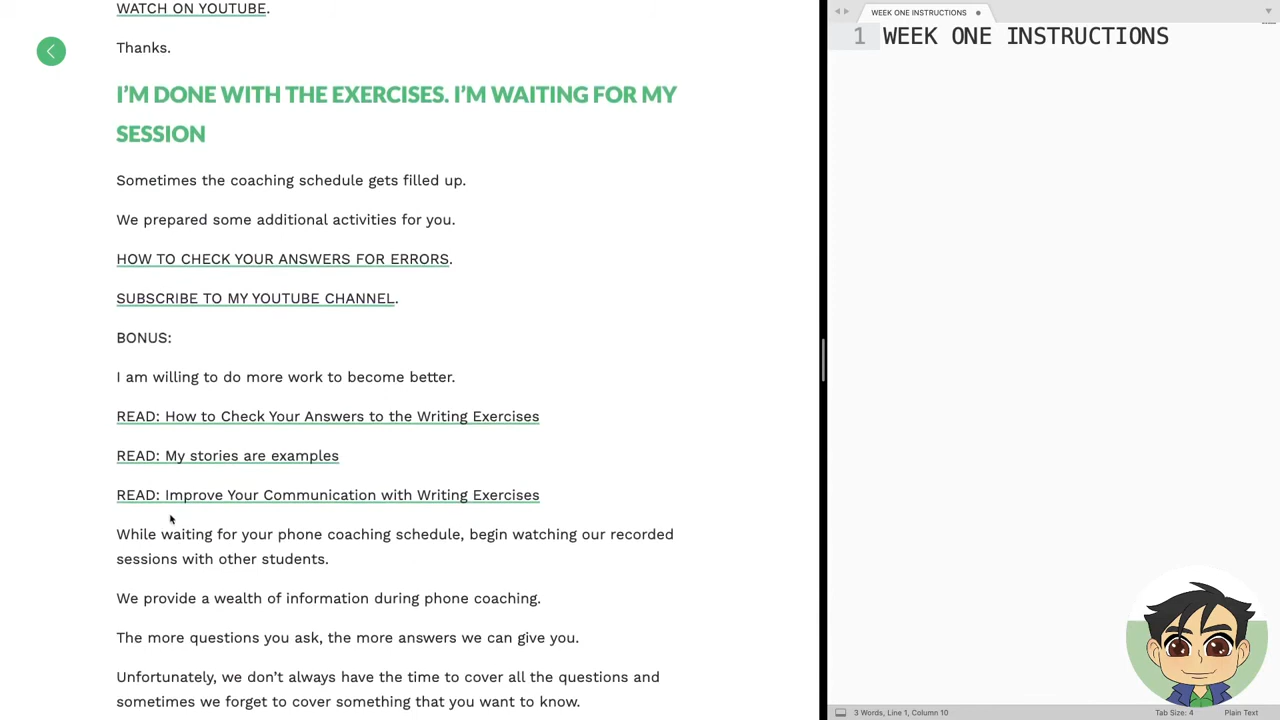 WATCH ON YOUTUBE.
Thanks.
I'M DONE WITH THE EXERCISES. I'M WAITING FOR MY
SESSION
Sometimes the coaching schedule gets filled up.
We prepared some additional activities for you.
HOW TO CHECK YOUR ANSWERS FOR ERRORS.
SUBSCRIBE TO MY YOUTUBE CHANNEL.
BONUS:
I am willing to do more work to become better.
READ: How to Check Your Answers to the Writing Exercises
READ: My stories are examples
READ: Improve Your Communication with Writing Exercises
While waiting for your phone coaching schedule, begin watching our recorded
sessions with other students.
We provide a wealth of information during phone coaching.
The more questions you ask, the more answers we can give you.
Unfortunately, we don't always have the time to cover all the questions and
sometimes we forget to cover something that you want to know.
WEEK ONE INSTRUCTIONS
1 WEEK ONE INSTRUCTIONS
3 Words, Line 1, Column 10
Tab Size: 4
Plain Text